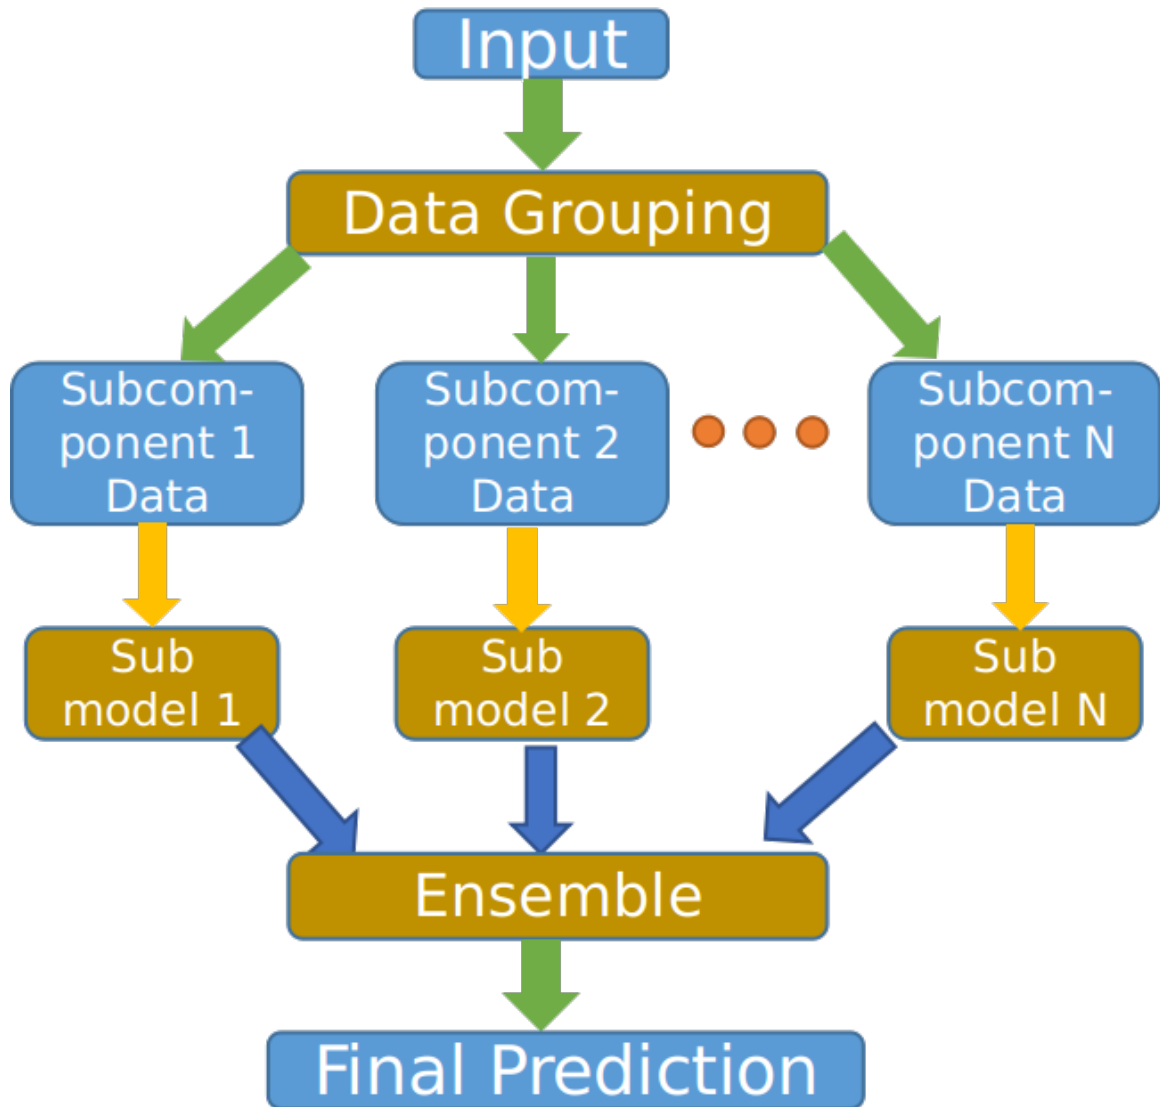 Input
Data Grouping
Subcom-
ponent 1
Data
Subcom-
ponent 2
Data
Subcom-
ponent N
Data
Sub
model 1
Sub
model 2
Sub
model N
Ensemble
Final Prediction